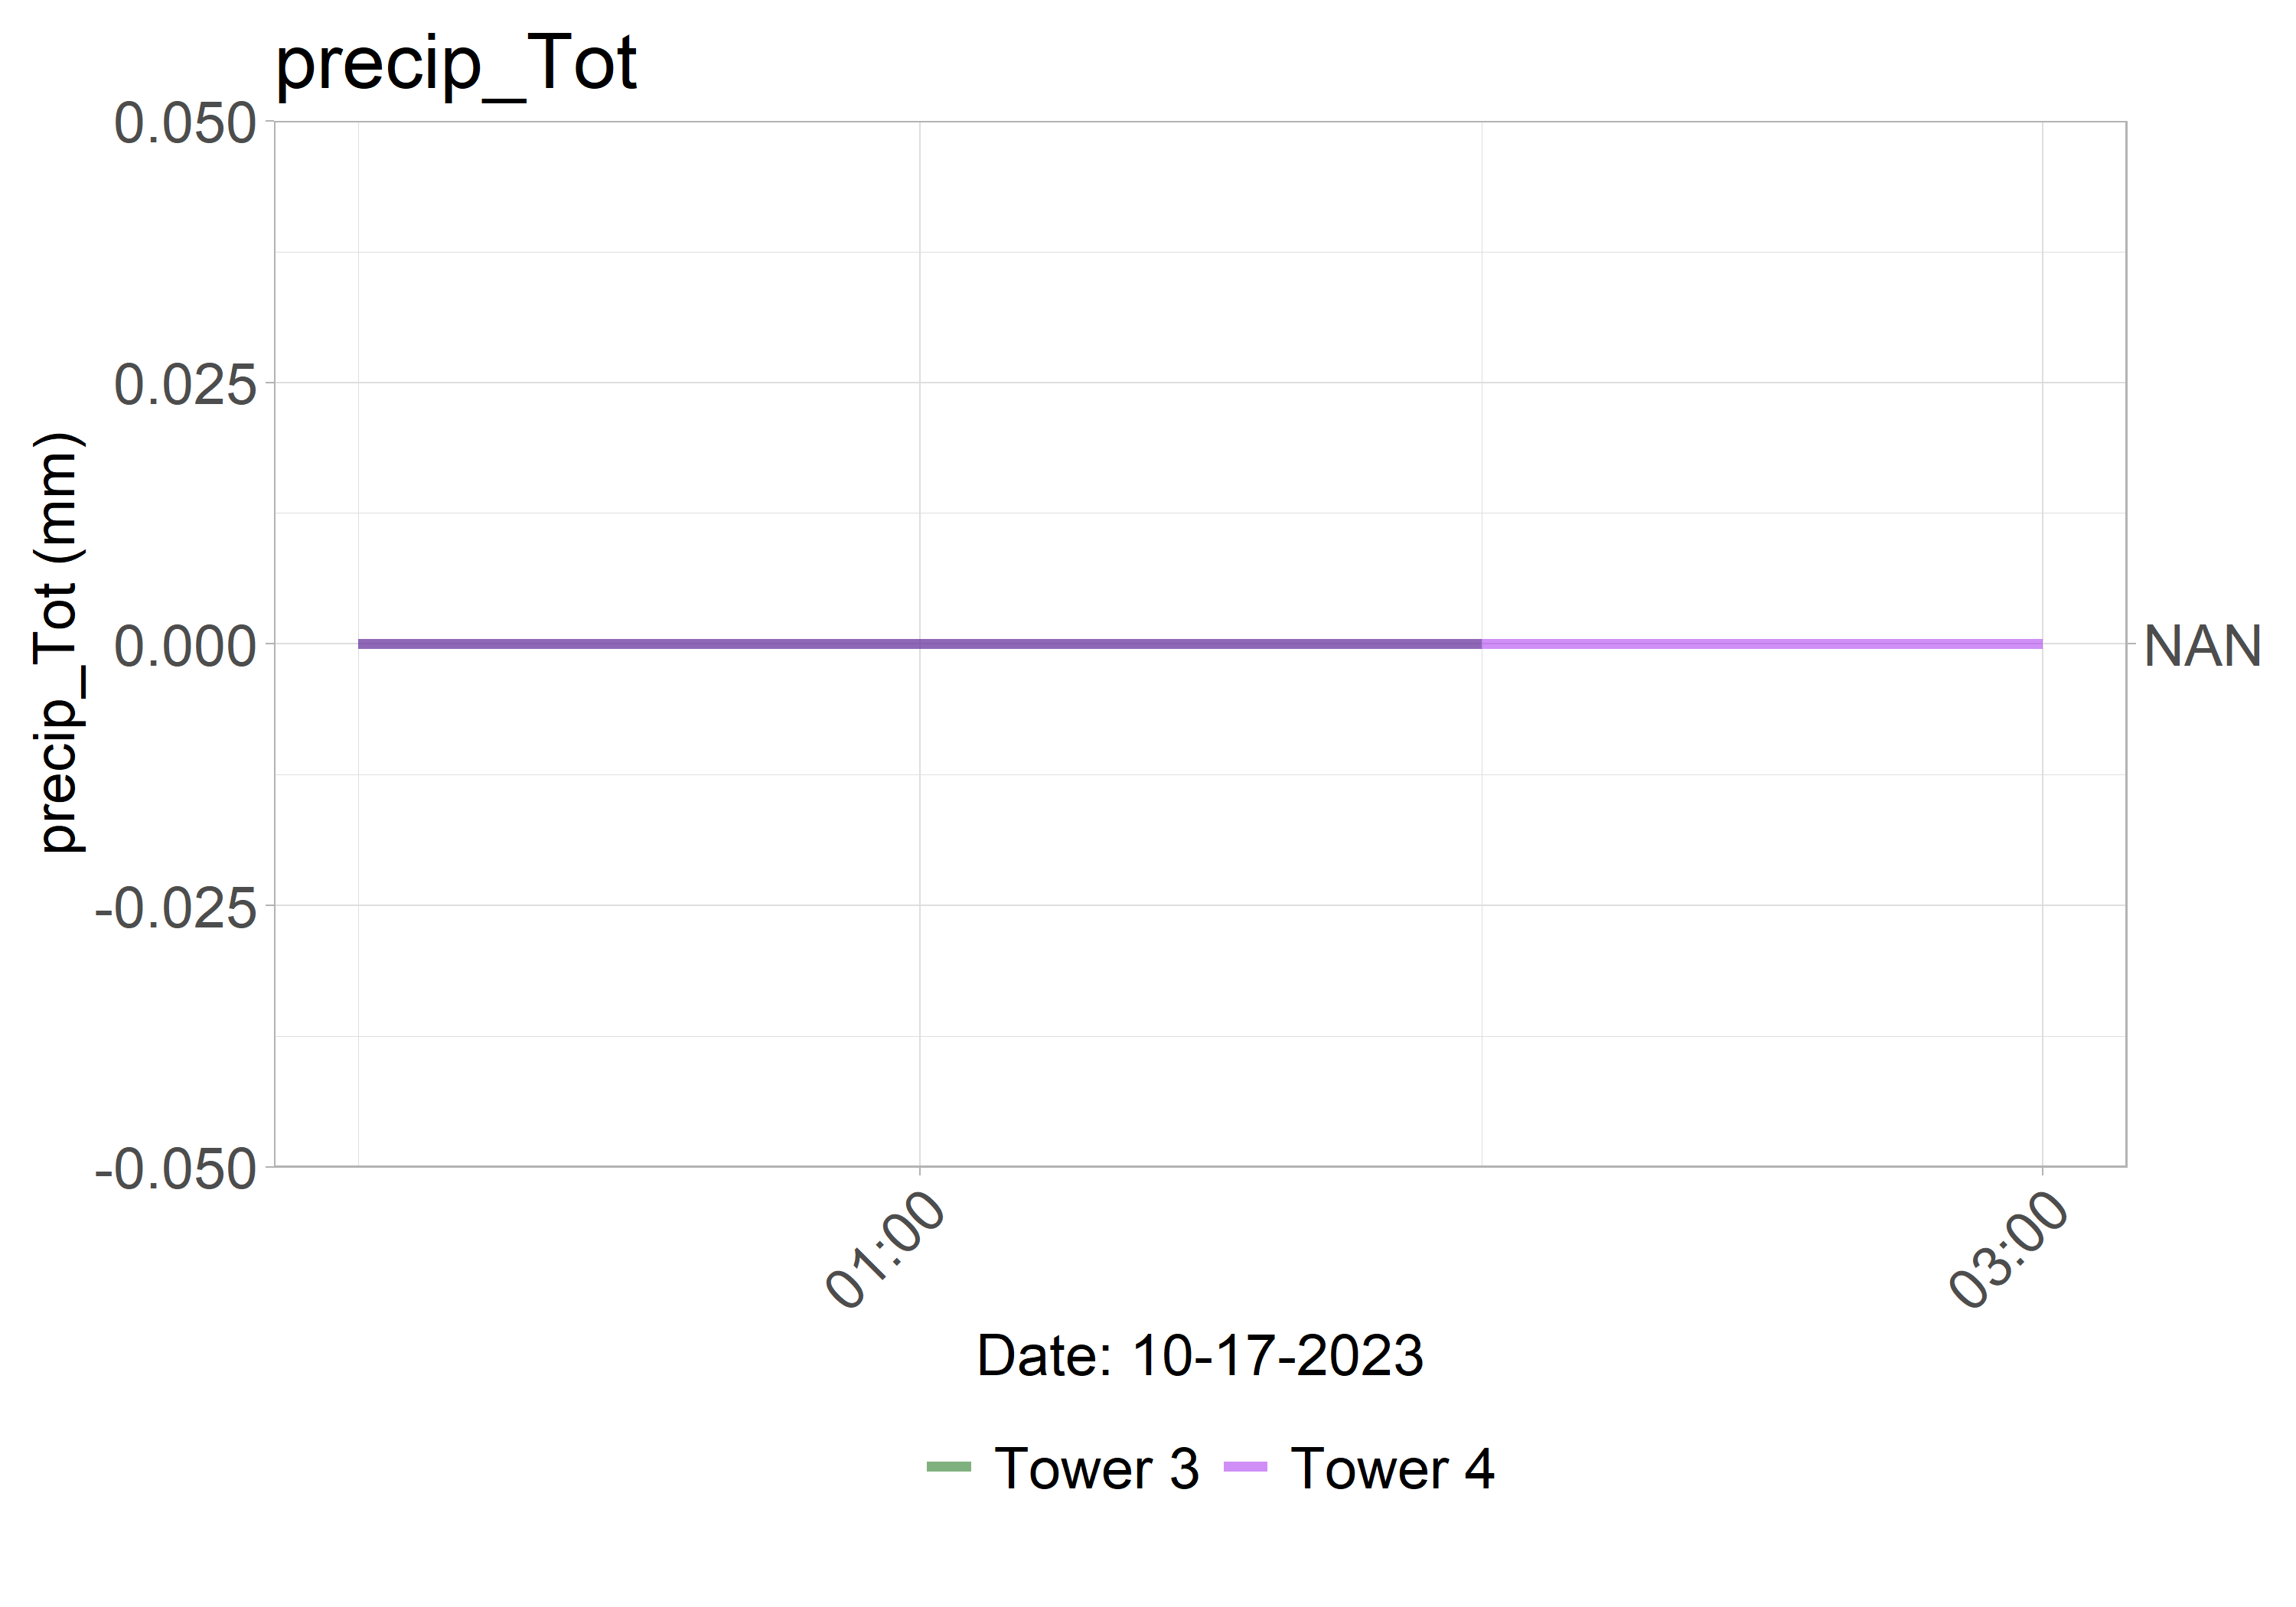 precip_Tot
0.050
0.025
0.000
-0.025
-0.050
precip_Tot (mm)
NAN
01:00
03:00
Date: 10-17-2023
Tower 3 Tower 4